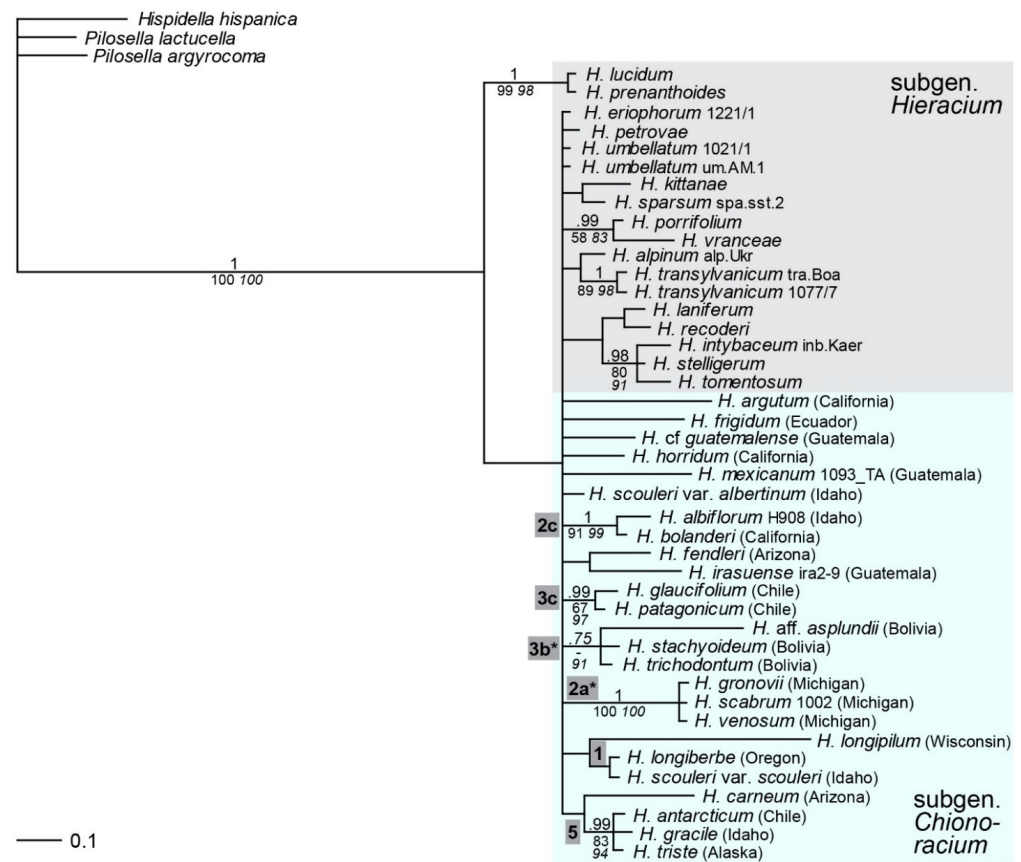 Hispidella hispanica
Pilosella lactucella
Pilosella argyrocoma
1
99 98
H. lucidum
H. prenanthoides
subgen.
Hieracium
H. eriophorum 1221/1
H. petrovae
H. umbellatum 1021/1
H. umbellatum um.AM.1
H. kittanae
H. sparsum spa.sst.2
.99
58 83
H. porrifolium
H. vranceae
H. alpinum alp.Ukr
1
89 98
H. transylvanicum tra.Boa
H. transylvanicum 1077/7
1
100 100
H. laniferum
H. recoderi
H. intybaceum inb.Kaer
.98
80
91
H. stelligerum
H. tomentosum
H. argutum (California)
H. frigidum (Ecuador)
H. cf guatemalense (Guatemala)
H. horridum (California)
H. mexicanum 1093_TA (Guatemala)
H. scouleri var. albertinum (Idaho)
2c
1
91 99
H. albiflorum H908 (Idaho)
H. bolanderi (California)
H. fendleri (Arizona)
H. irasuense ira2-9 (Guatemala)
3c
.99
67
97
H. glaucifolium (Chile)
H. patagonicum (Chile)
3b*
.75
-
91
H. aff. asplundii (Bolivia)
H. stachyoideum (Bolivia)
H. trichodontum (Bolivia)
2a*
1
100 100
H. gronovii (Michigan)
H. scabrum 1002 (Michigan)
H. venosum (Michigan)
H. longipilum (Wisconsin)
1
H. longiberbe (Oregon)
H. scouleri var. scouleri (Idaho)
H. carneum (Arizona)
5
.99
83
94
H. antarcticum (Chile)
H. gracile (Idaho)
H. triste (Alaska)
subgen.
Chiono-
racium
0.1